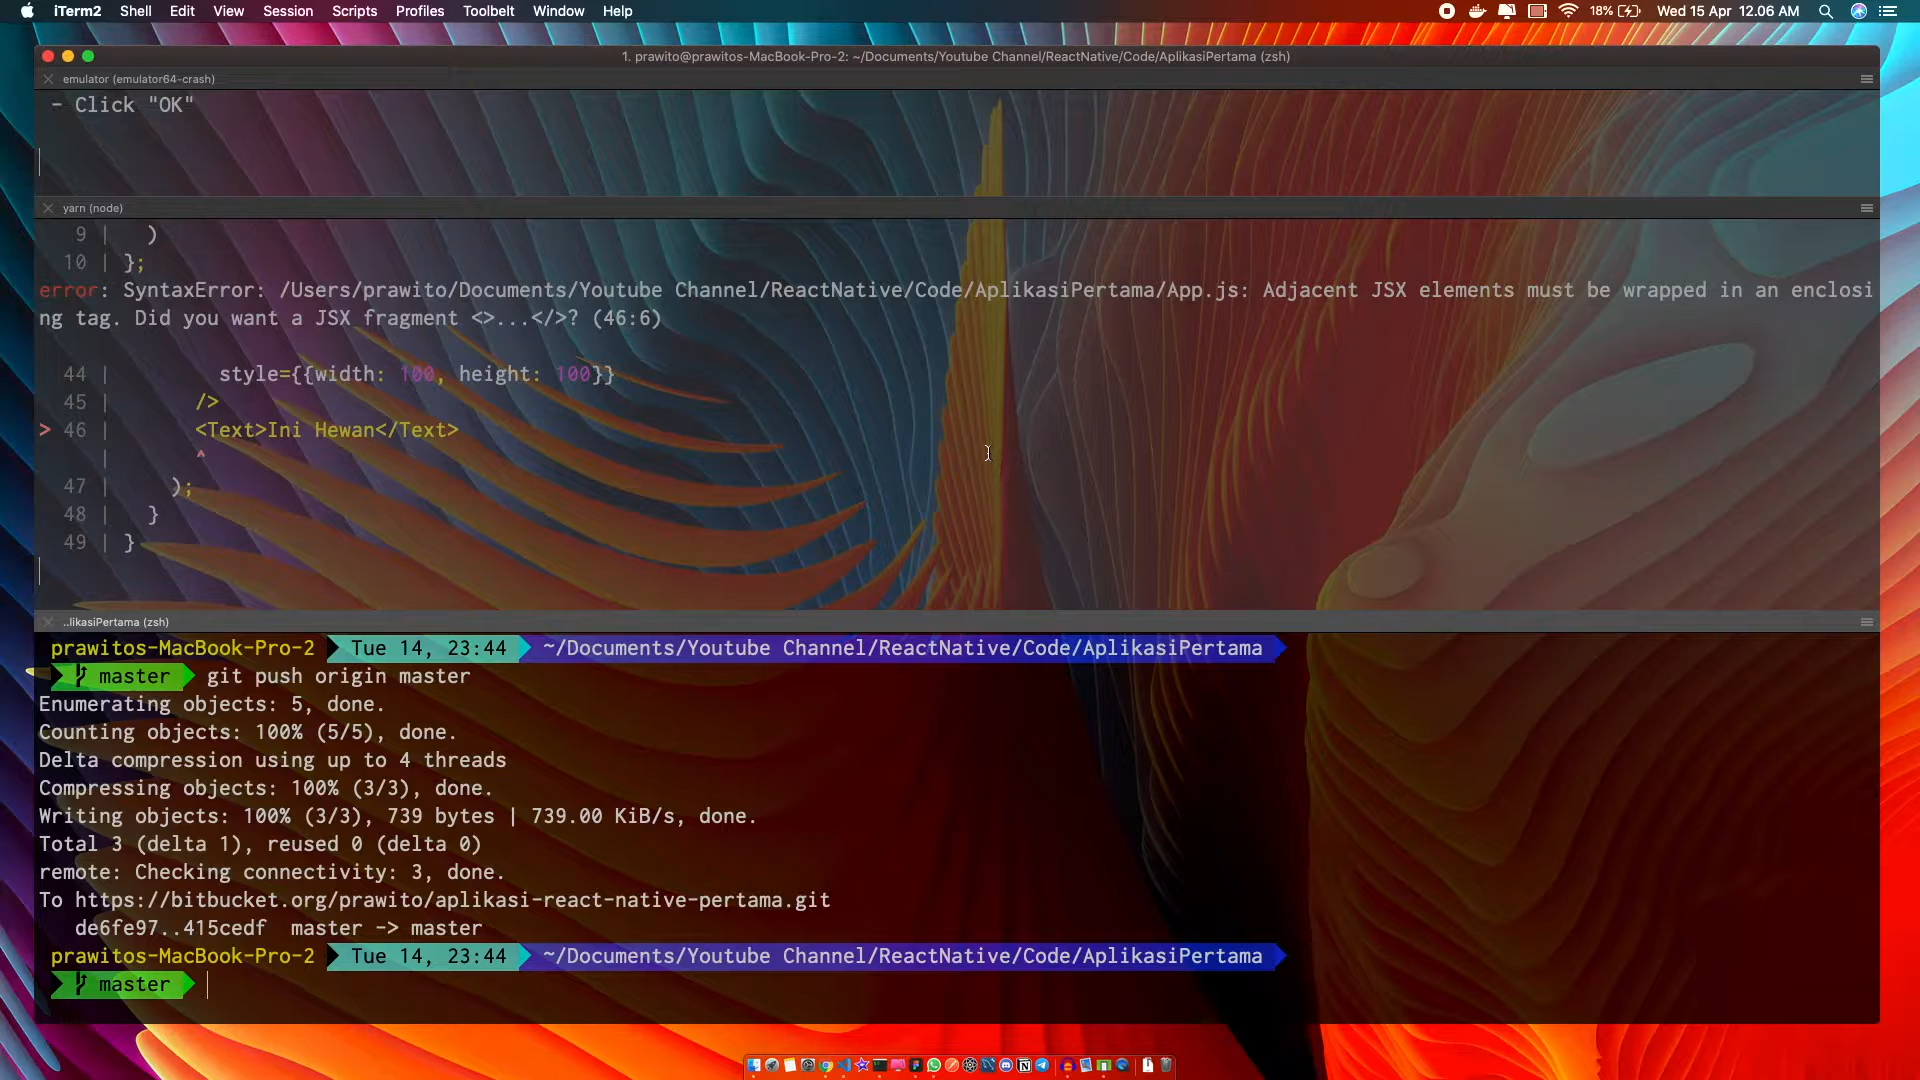 iTerm2 Shell Edit View Session Scripts Profiles Toolbelt Window Help 18% Wed 15 Apr 12.06 AM
1. prawito@prawitos-MacBook-Pro-2: ~/Documents/Youtube Channel/ReactNative/Code/AplikasiPertama (zsh)
emulator (emulator64-crash)
- Click "OK"
yarn (node)
9 | )
10 | };
error: SyntaxError: /Users/prawito/Documents/Youtube Channel/ReactNative/Code/AplikasiPertama/App.js: Adjacent JSX elements must be wrapped in an enclosi
ng tag. Did you want a JSX fragment <>...</>? (46:6)
44 | style={{width: 100, height: 100}}
45 | />
> 46 | <Text>Ini Hewan</Text>
| ^
47 | );
48 | }
49 | }
..likasiPertama (zsh)
prawitos-MacBook-Pro-2 Tue 14, 23:44 ~/Documents/Youtube Channel/ReactNative/Code/AplikasiPertama
master git push origin master
Enumerating objects: 5, done.
Counting objects: 100% (5/5), done.
Delta compression using up to 4 threads
Compressing objects: 100% (3/3), done.
Writing objects: 100% (3/3), 739 bytes | 739.00 KiB/s, done.
Total 3 (delta 1), reused 0 (delta 0)
remote: Checking connectivity: 3, done.
To https://bitbucket.org/prawito/aplikasi-react-native-pertama.git
de6fe97..415cedf master -> master
prawitos-MacBook-Pro-2 Tue 14, 23:44 ~/Documents/Youtube Channel/ReactNative/Code/AplikasiPertama
master